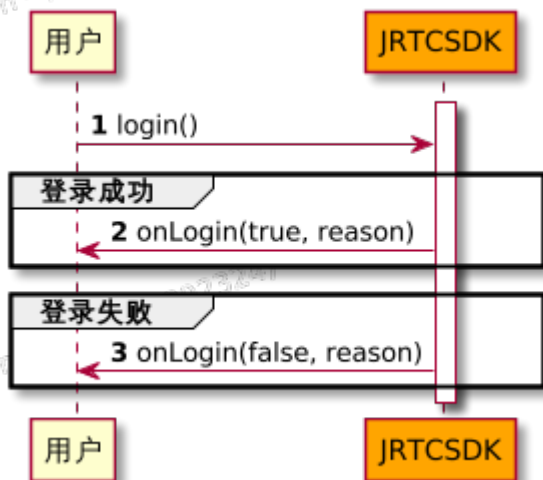 用户 JRTCSDK
1 login()
登录成功
2 onLogin(true, reason)
登录失败
3 onLogin(false, reason)
用户 JRTCSDK